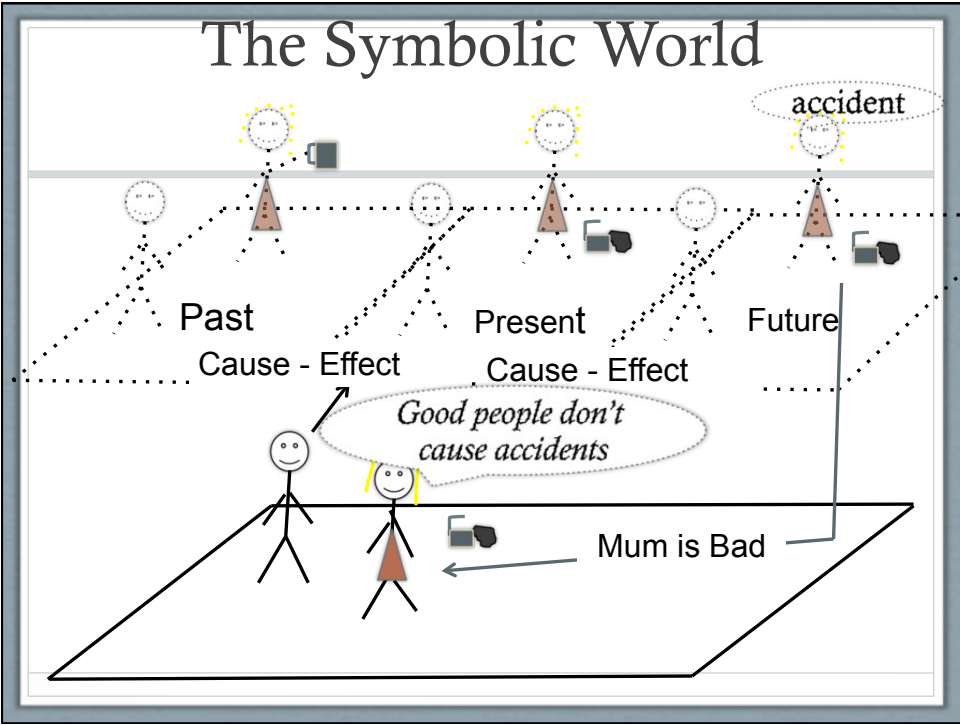 The Symbolic World
accident
Past
Present
Future
Cause - Effect
Cause - Effect
Good people don't
cause accidents
Mum is Bad